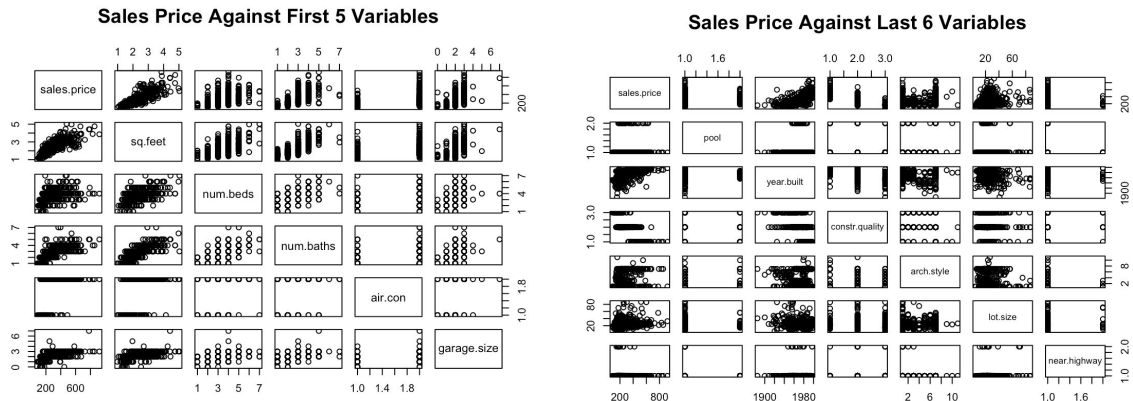 Sales Price Against First 5 Variables
1 2 3 4 5
1 3 5 7
0 2 4 6
sales.price
200
sq.feet
1 3 5
num.beds
1 4 7
num.baths
1 4 7
air.con
1.0 1.8
garage.size
0 3 6
200 600
1 3 5 7
1.0 1.4 1.8
Sales Price Against Last 6 Variables
1.0 1.6
1.0 2.0 3.0
20 60
sales.price
200
pool
1.0 2.0
year.built
1900
constr.quality
1.0 3.0
arch.style
2 8
lot.size
20 80
near.highway
1.0 2.0
200 800
1900 1980
2 6 10
1.0 1.6